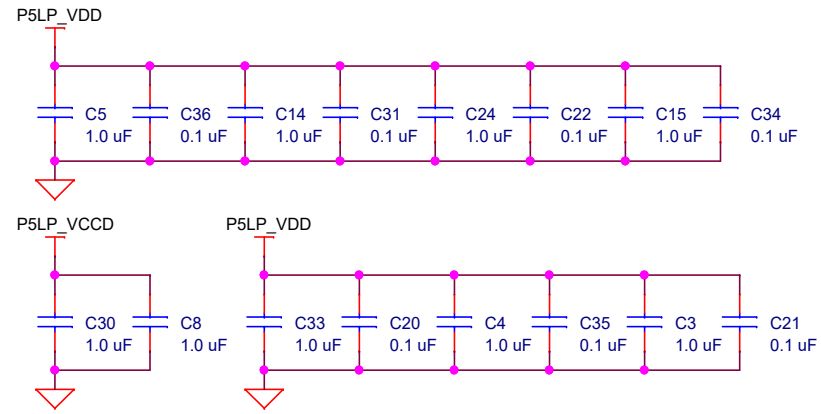 P5LP_VDD
C5 C36 C14 C31 C24 C22 C15 C34
1.0 uF 0.1 uF 1.0 uF 0.1 uF 1.0 uF 0.1 uF 1.0 uF 0.1 uF
P5LP_VCCD P5LP_VDD
C30 C8 C33 C20 C4 C35 C3 C21
1.0 uF 1.0 uF 1.0 uF 0.1 uF 1.0 uF 0.1 uF 1.0 uF 0.1 uF